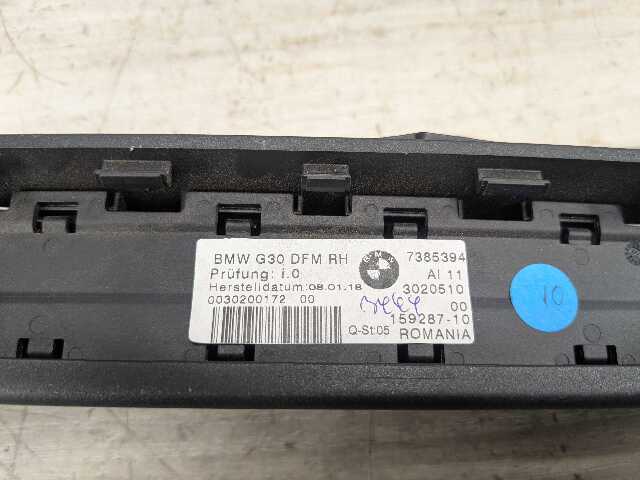 BMW G30 DFM RH 7385394
Prüfung: i.O AI 11
Herstelldatum: 08.01.18 3020510
0030200172 00 00
159287-10
Q-St:05 ROMANIA
BMW
10